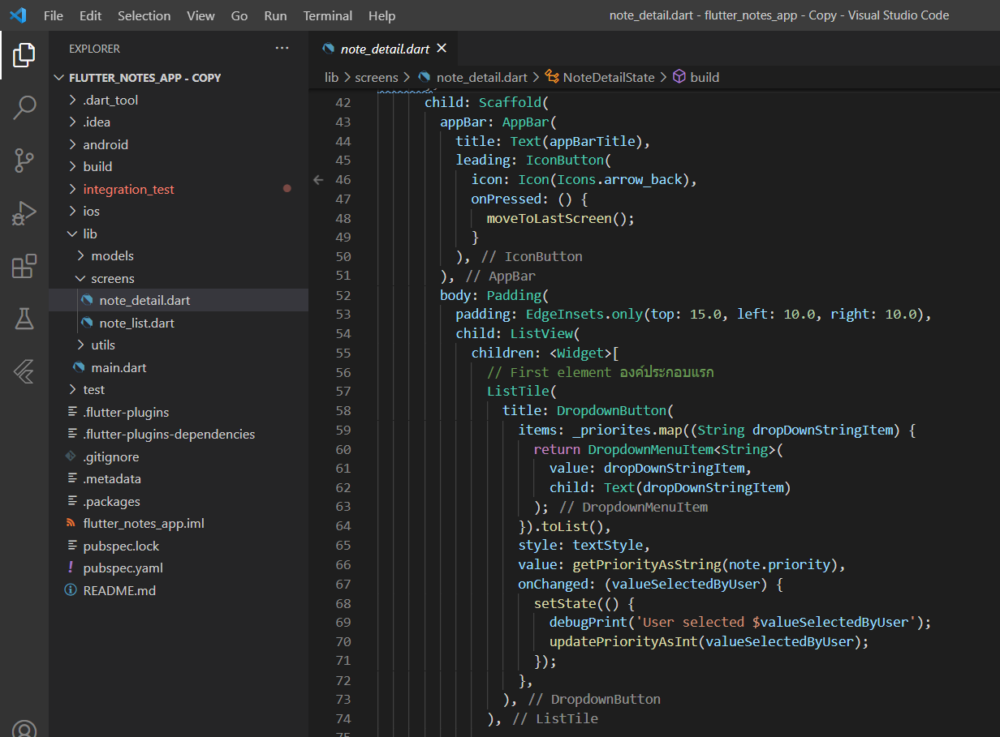 File Edit Selection View Go Run Terminal Help
note_detail.dart - flutter_notes_app - Copy - Visual Studio Code
EXPLORER
FLUTTER_NOTES_APP - COPY
.dart_tool
.idea
android
build
integration_test
ios
lib
models
screens
note_detail.dart
note_list.dart
utils
main.dart
test
.flutter-plugins
.flutter-plugins-dependencies
.gitignore
.metadata
.packages
flutter_notes_app.iml
pubspec.lock
pubspec.yaml
README.md
note_detail.dart
lib > screens > note_detail.dart > NoteDetailState > build
42 child: Scaffold(
43 appBar: AppBar(
44 title: Text(appBarTitle),
45 leading: IconButton(
46 icon: Icon(Icons.arrow_back),
47 onPressed: () {
48 moveToLastScreen();
49 }
50 ), // IconButton
51 ), // AppBar
52 body: Padding(
53 padding: EdgeInsets.only(top: 15.0, left: 10.0, right: 10.0),
54 child: ListView(
55 children: <Widget>[
56 // First element องค์ประกอบแรก
57 ListTile(
58 title: DropdownButton(
59 items: _priorites.map((String dropDownStringItem) {
60 return DropdownMenuItem<String>(
61 value: dropDownStringItem,
62 child: Text(dropDownStringItem)
63 ); // DropdownMenuItem
64 }).toList(),
65 style: textStyle,
66 value: getPriorityAsString(note.priority),
67 onChanged: (valueSelectedByUser) {
68 setState(() {
69 debugPrint('User selected $valueSelectedByUser');
70 updatePriorityAsInt(valueSelectedByUser);
71 });
72 },
73 ), // DropdownButton
74 ), // ListTile